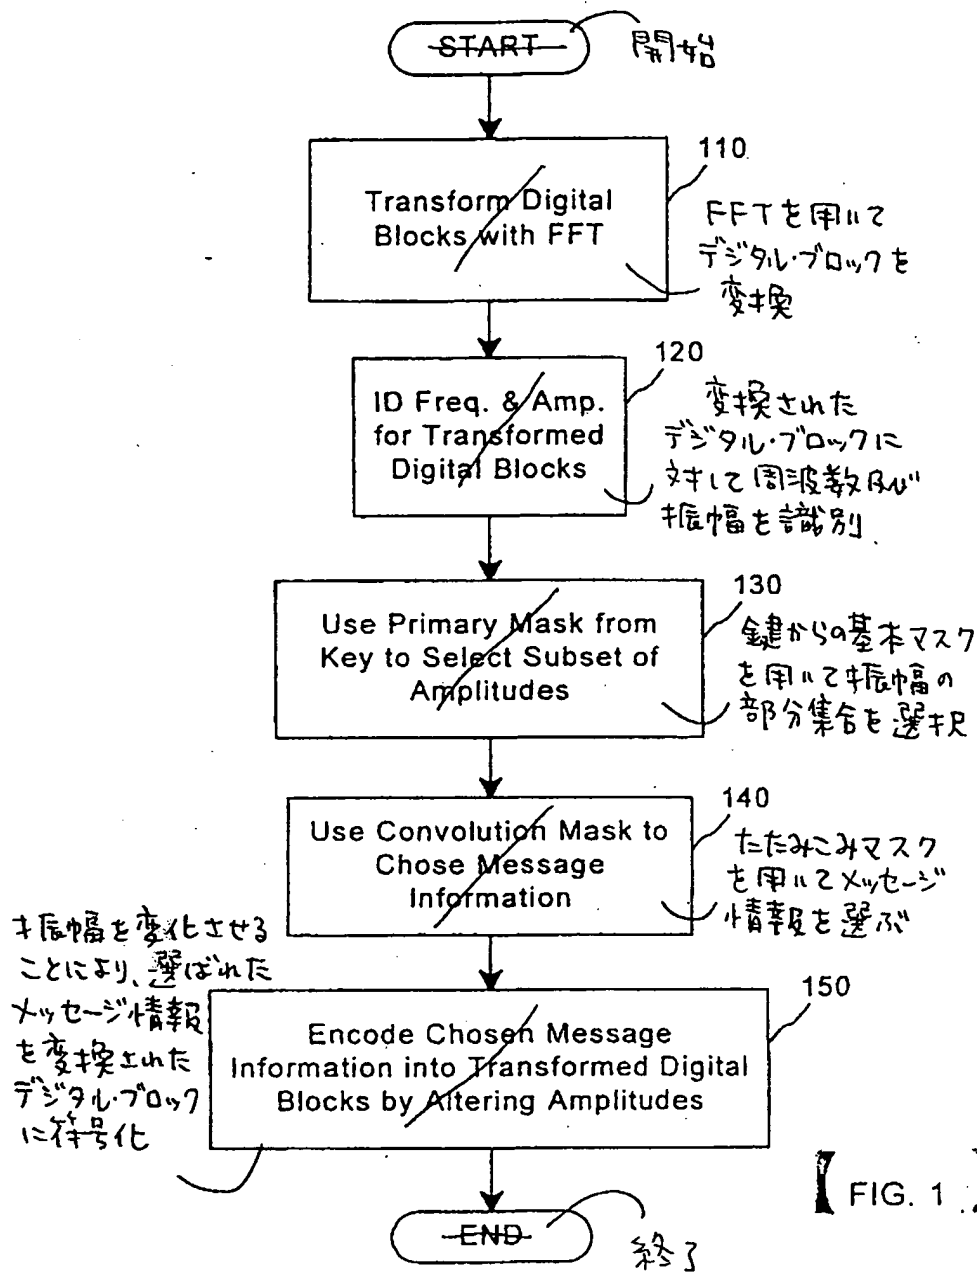 START
開始
110
Transform Digital
Blocks with FFT
FFTを用いて
デジタル・ブロックを
変換
120
ID Freq. & Amp.
for Transformed
Digital Blocks
変換された
デジタル・ブロックに
対して周波数及び
振幅を識別
130
Use Primary Mask from
Key to Select Subset of
Amplitudes
鍵からの基本マスク
を用いて振幅の
部分集合を選択
140
Use Convolution Mask to
Chose Message
Information
たたみこみマスク
を用いてメッセージ
情報を選ぶ
振幅を変化させる
ことにより、選ばれた
メッセージ情報
を変換された
デジタル・ブロック
に符号化
150
Encode Chosen Message
Information into Transformed Digital
Blocks by Altering Amplitudes
END
終了
【 FIG. 1 】